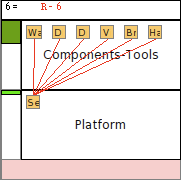 6= R-6
Wa D D V Br Ha
Components-Tools
Se
Platform